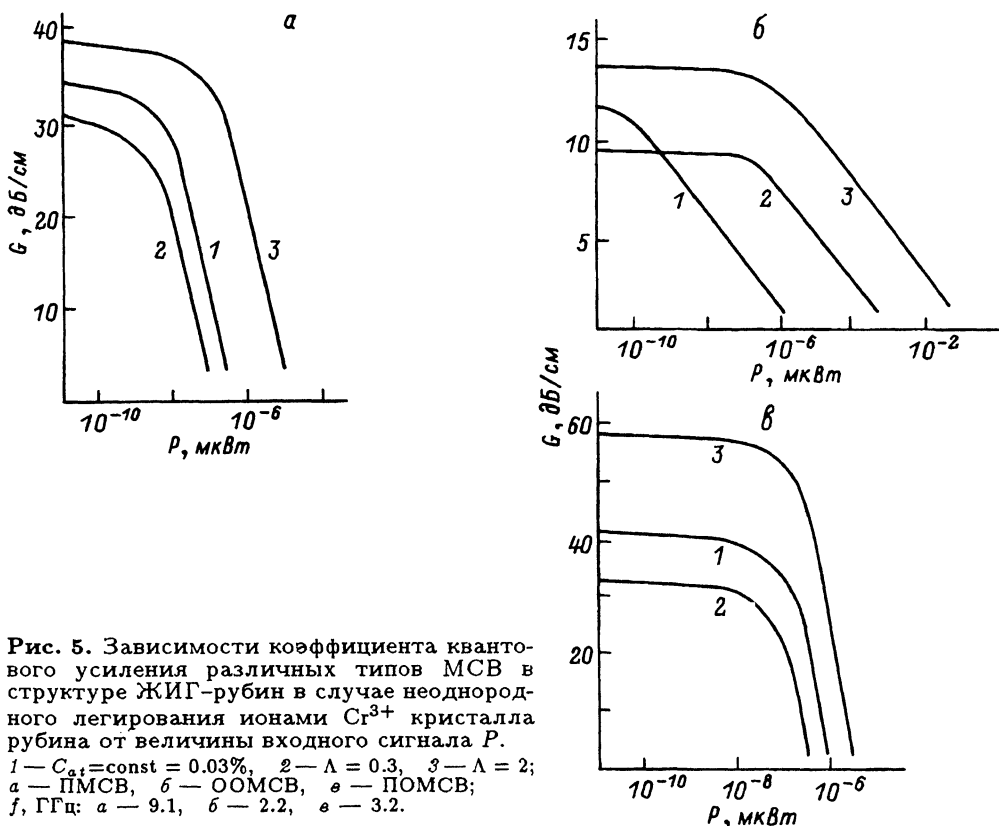 а
40
30
20
10
G, дБ/см
2
1
3
10⁻¹⁰
10⁻⁶
P, мкВт
б
15
10
5
1
2
3
10⁻¹⁰
10⁻⁶
10⁻²
P, мкВт
в
60
40
20
G, дБ/см
3
1
2
10⁻¹⁰
10⁻⁸
10⁻⁶
P, мкВт
Рис. 5. Зависимости коэффициента кванто-
вого усиления различных типов МСВ в
структуре ЖИГ–рубин в случае неоднород-
ного легирования ионами Cr³⁺ кристалла
рубина от величины входного сигнала P.
1 — C_at=const = 0.03%, 2 — Λ = 0.3, 3 — Λ = 2;
а — ПМСВ, б — ООМСВ, в — ПОМСВ;
f, ГГц: а — 9.1, б — 2.2, в — 3.2.